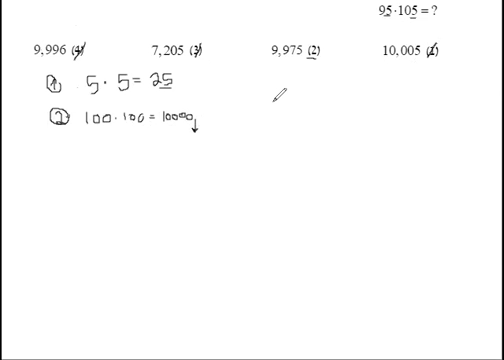 95·105 = ?
9,996 (4) 7,205 (3) 9,975 (2) 10,005 (1)
① 5 · 5 = 25
② 100 · 100 = 10000↓